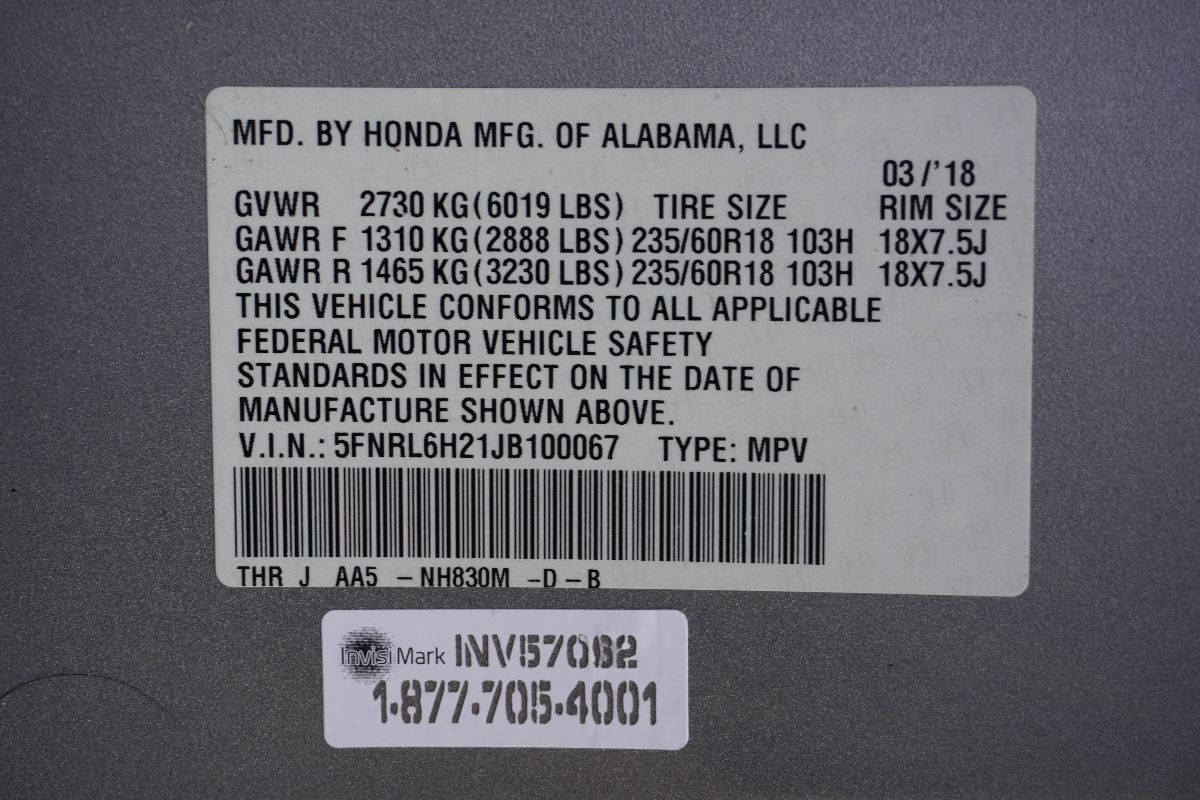 MFD. BY HONDA MFG. OF ALABAMA, LLC
03/'18
GVWR 2730 KG(6019 LBS) TIRE SIZE RIM SIZE
GAWR F 1310 KG(2888 LBS) 235/60R18 103H 18X7.5J
GAWR R 1465 KG(3230 LBS) 235/60R18 103H 18X7.5J
THIS VEHICLE CONFORMS TO ALL APPLICABLE
FEDERAL MOTOR VEHICLE SAFETY
STANDARDS IN EFFECT ON THE DATE OF
MANUFACTURE SHOWN ABOVE.
V.I.N.: 5FNRL6H21JB100067 TYPE: MPV
THR J AA5 -NH830M -D-B
InvisiMark INV57082
1-877-705-4001